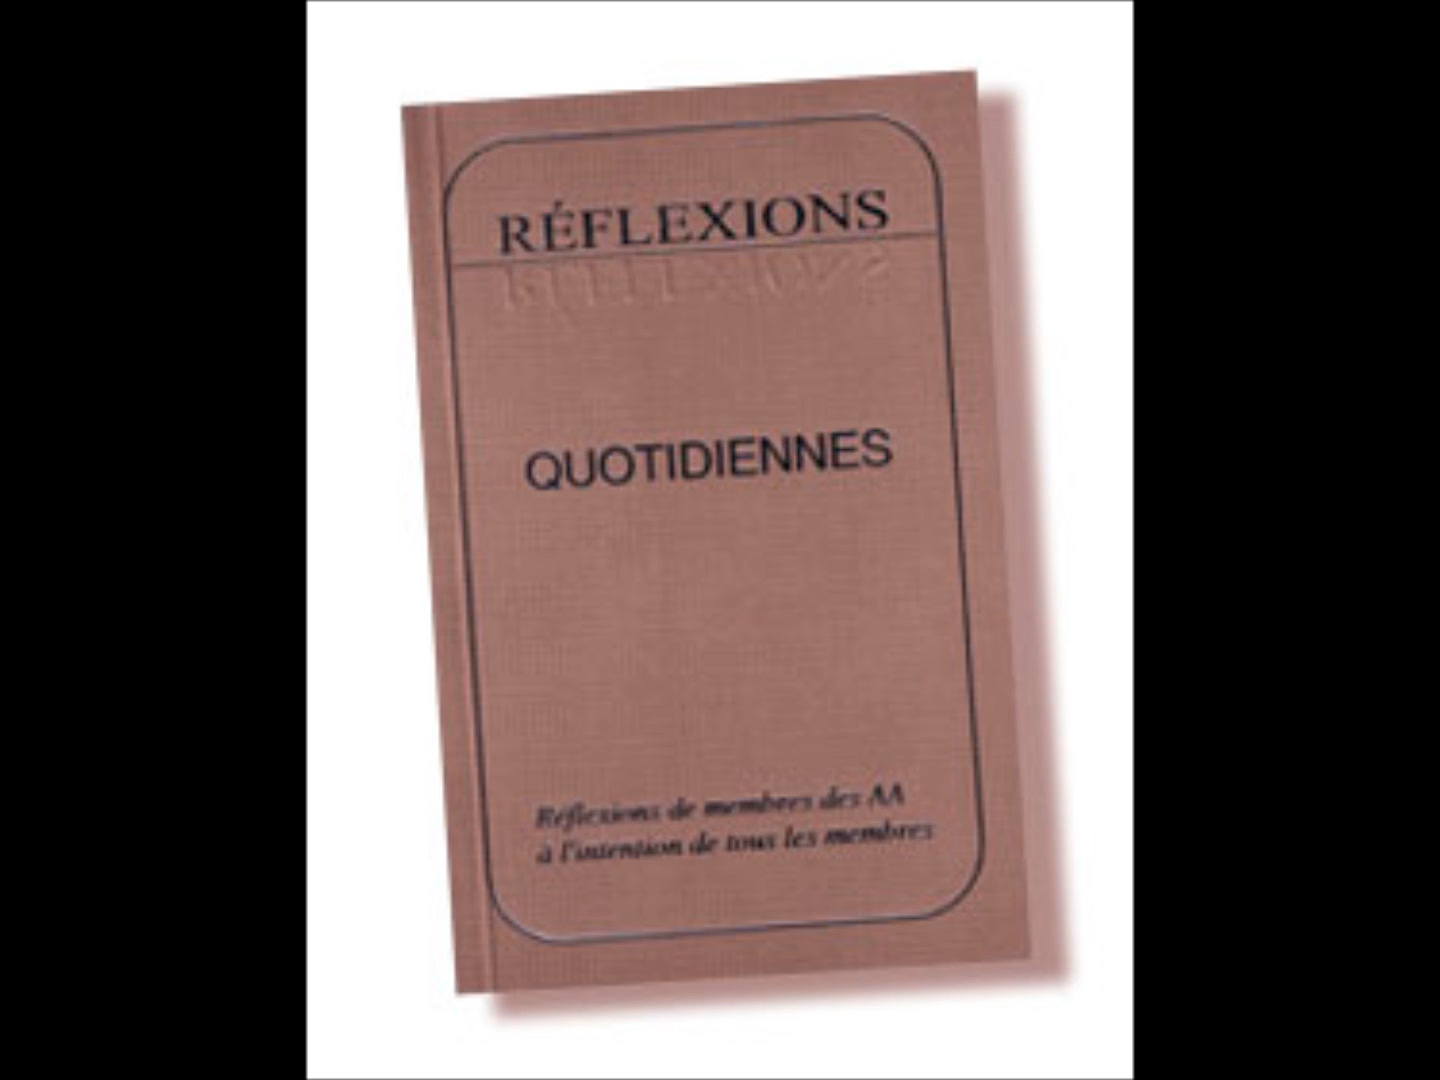 RÉFLEXIONS
QUOTIDIENNES
Réflexions de membres des AA
à l'intention de tous les membres